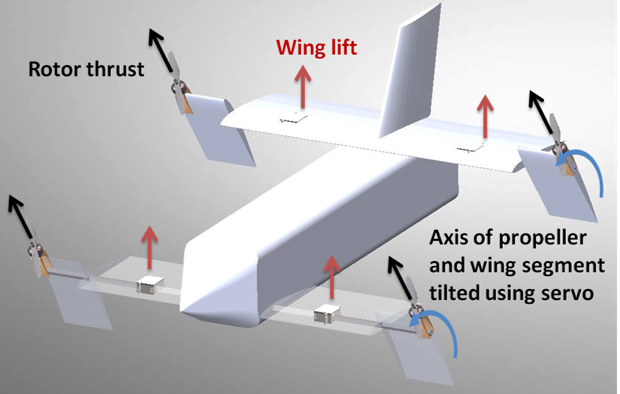 Wing lift
Rotor thrust
Axis of propeller
and wing segment
tilted using servo